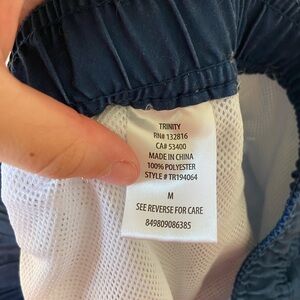 TRINITY
RN# 132816
CA# 53400
MADE IN CHINA
100% POLYESTER
STYLE # TR194064
M
SEE REVERSE FOR CARE
849809086385